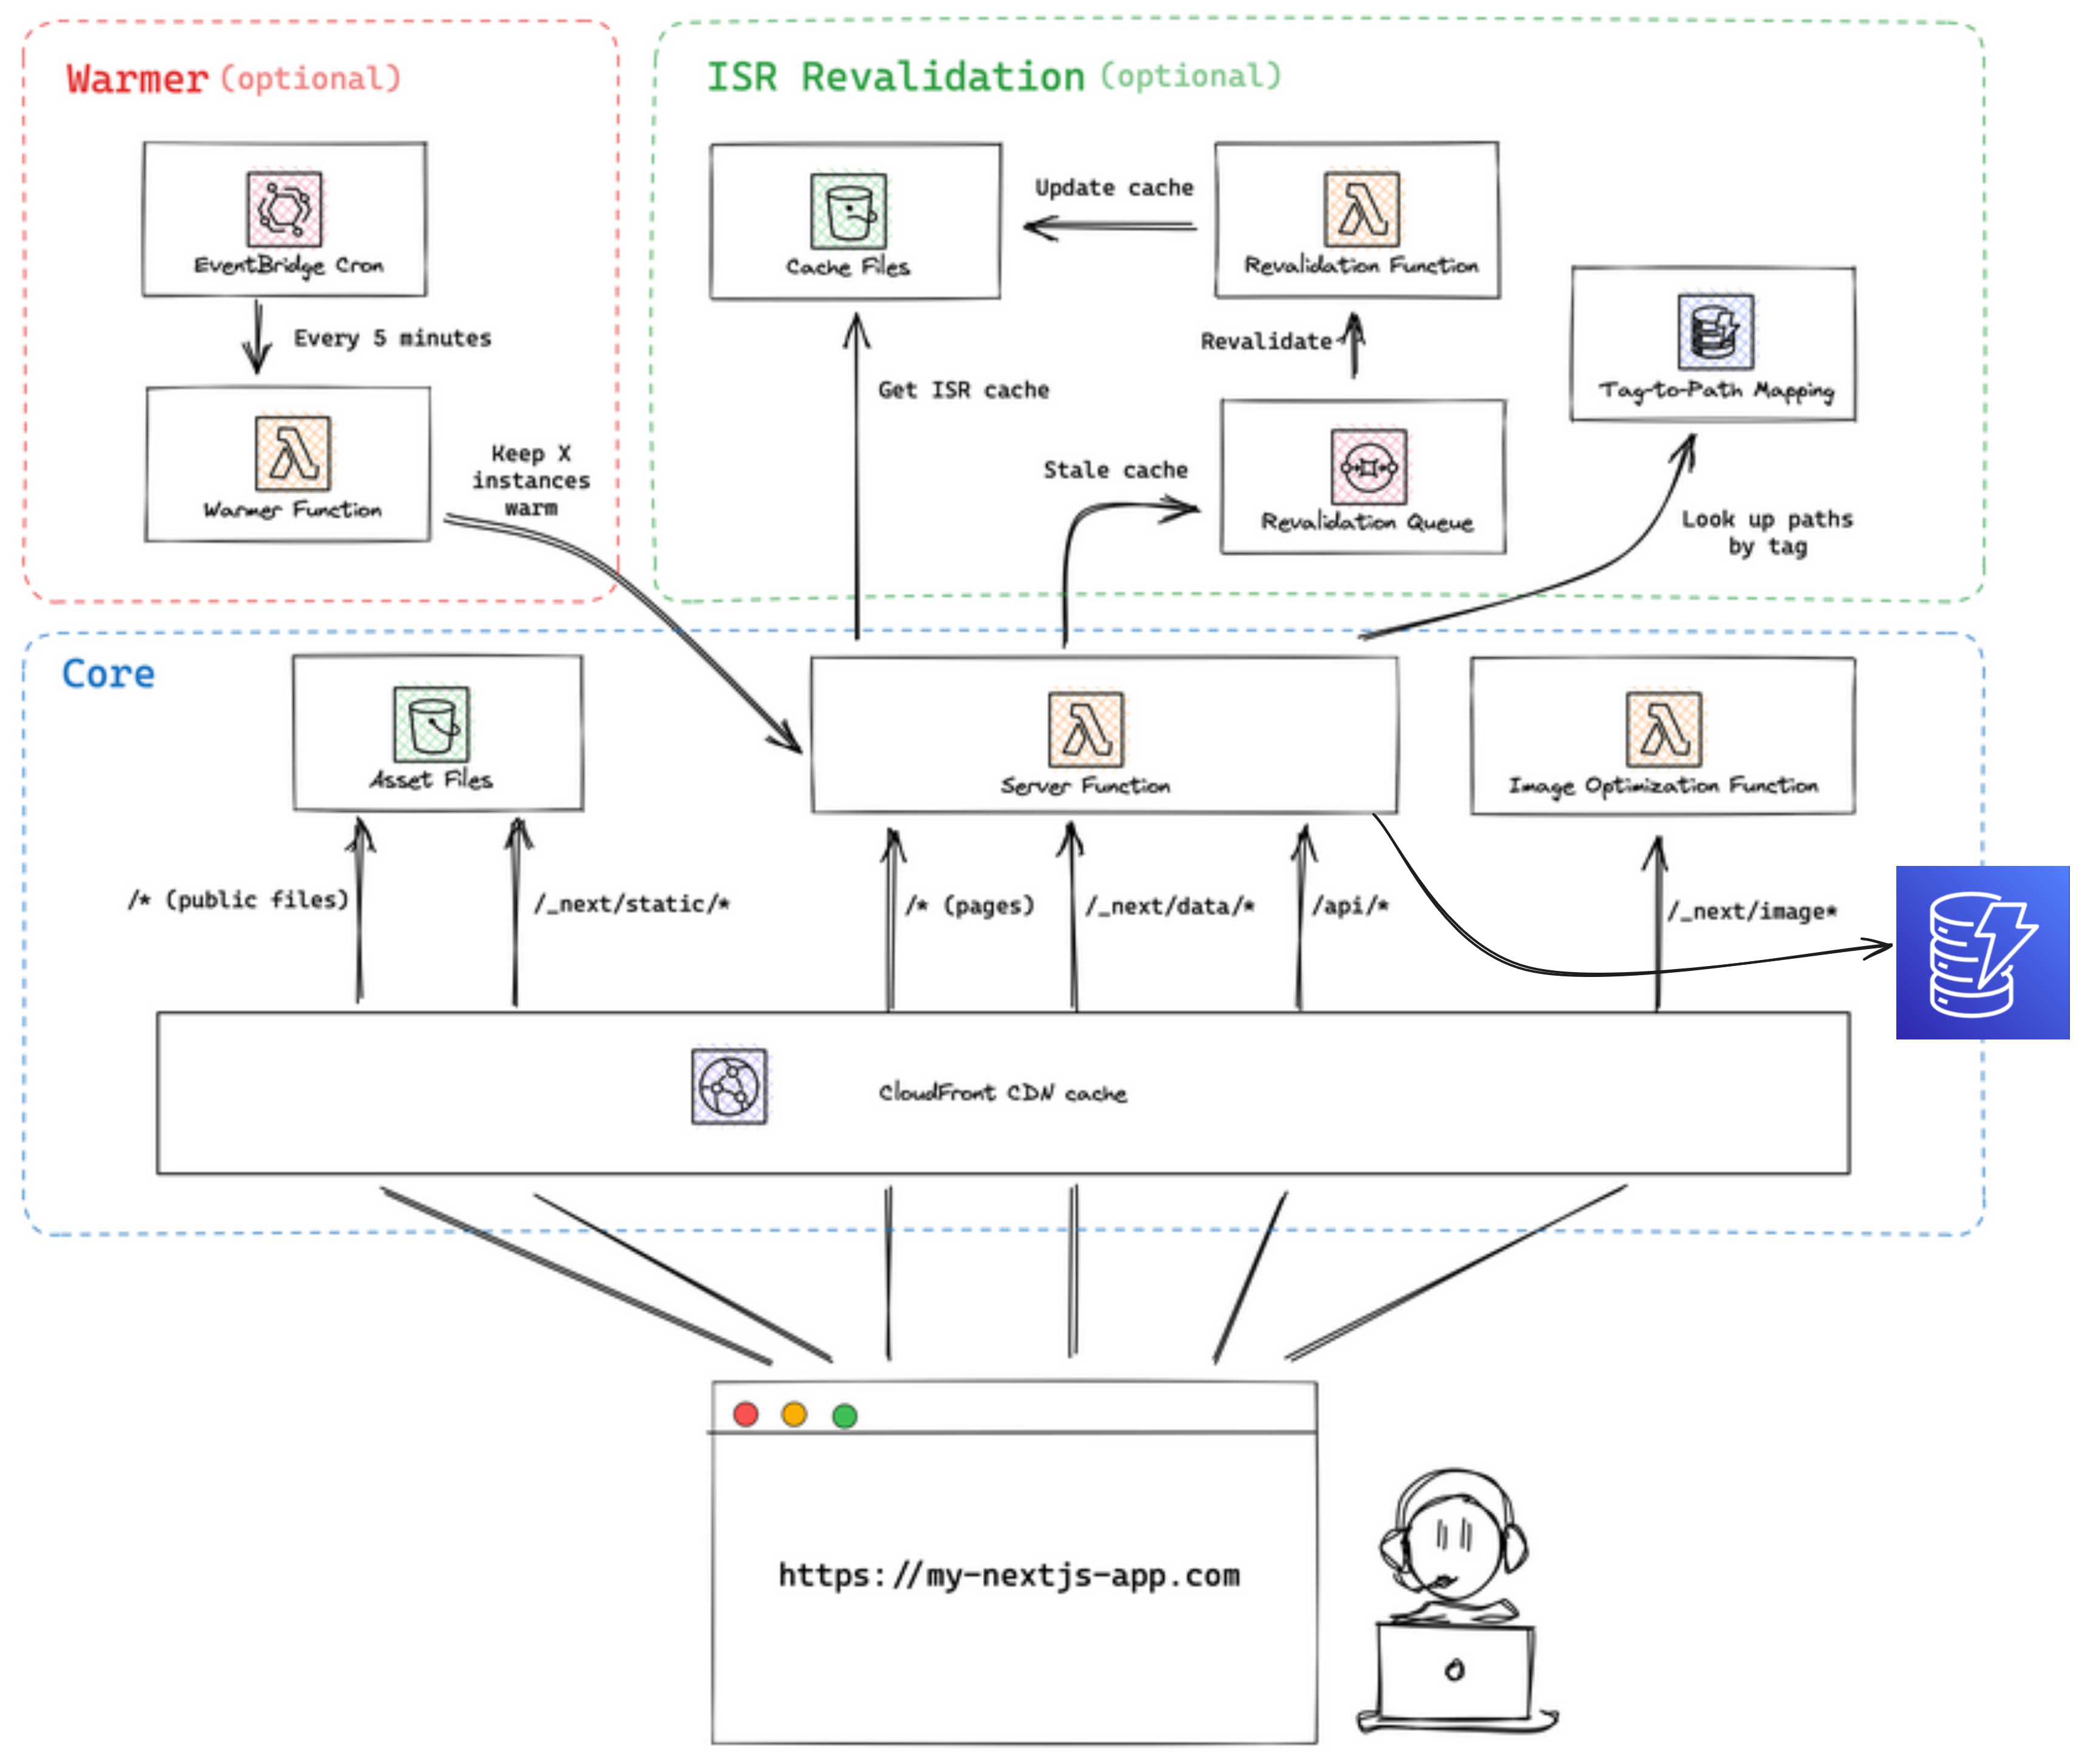 Warmer (optional)
EventBridge Cron
Every 5 minutes
Warmer Function
Keep X
instances
warm
ISR Revalidation (optional)
Cache Files
Update cache
Revalidation Function
Revalidate
Get ISR cache
Stale cache
Revalidation Queue
Tag-to-Path Mapping
Look up paths
by tag
Core
Asset Files
Server Function
Image Optimization Function
/* (public files)
/_next/static/*
/* (pages)
/_next/data/*
/api/*
/_next/image*
CloudFront CDN cache
https://my-nextjs-app.com